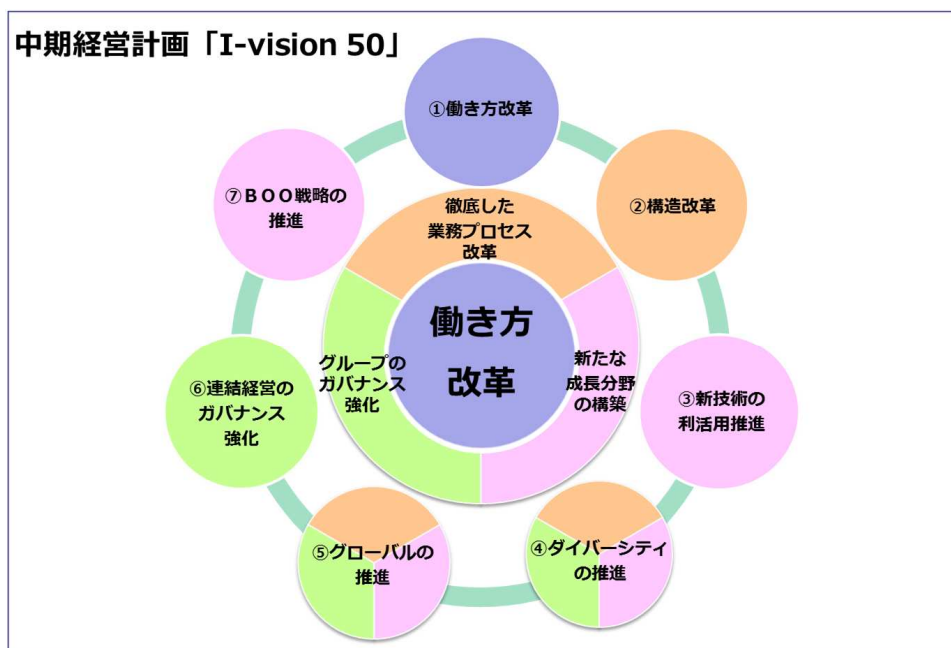 中期経営計画「I-vision 50」
①働き方改革
⑦ＢＯＯ戦略の
推進
②構造改革
徹底した
業務プロセス
改革
働き方
改革
グループの
ガバナンス
強化
新たな
成長分野
の構築
⑥連結経営の
ガバナンス
強化
③新技術の
利活用推進
⑤グローバルの
推進
④ダイバーシティ
の推進